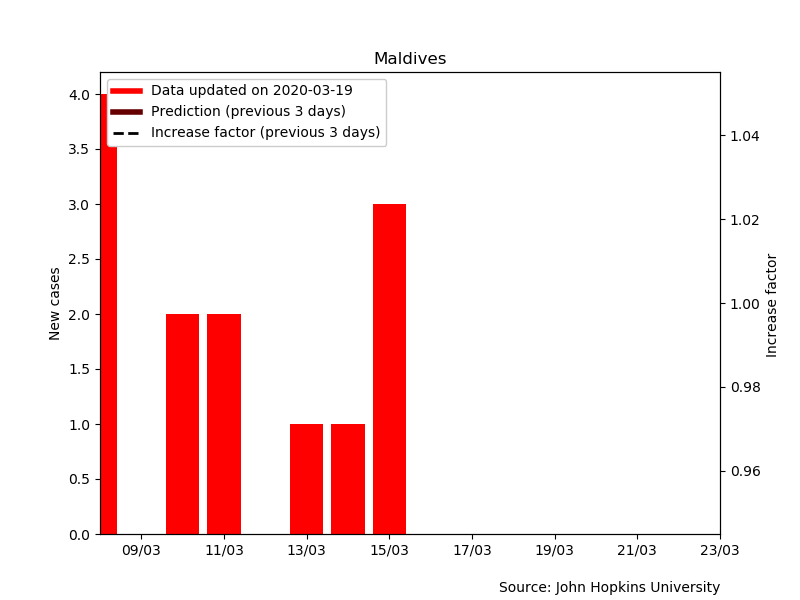 Maldives
Data updated on 2020-03-19
Prediction (previous 3 days)
Increase factor (previous 3 days)
4.0
3.5
3.0
2.5
2.0
1.5
1.0
0.5
0.0
New cases
1.04
1.02
1.00
0.98
0.96
Increase factor
09/03 11/03 13/03 15/03 17/03 19/03 21/03 23/03
Source: John Hopkins University